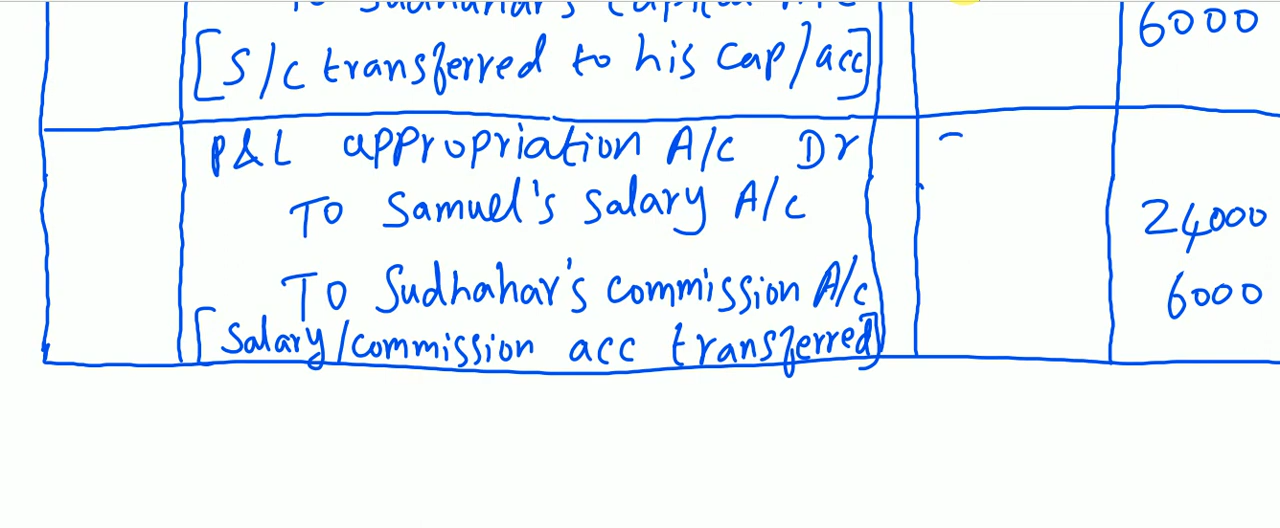 6000
[S/c transferred to his cap/acc]
P&L appropriation A/c Dr -
To Samuel's salary A/c 24000
To Sudhahar's commission A/c 6000
[Salary/commission acc transferred]